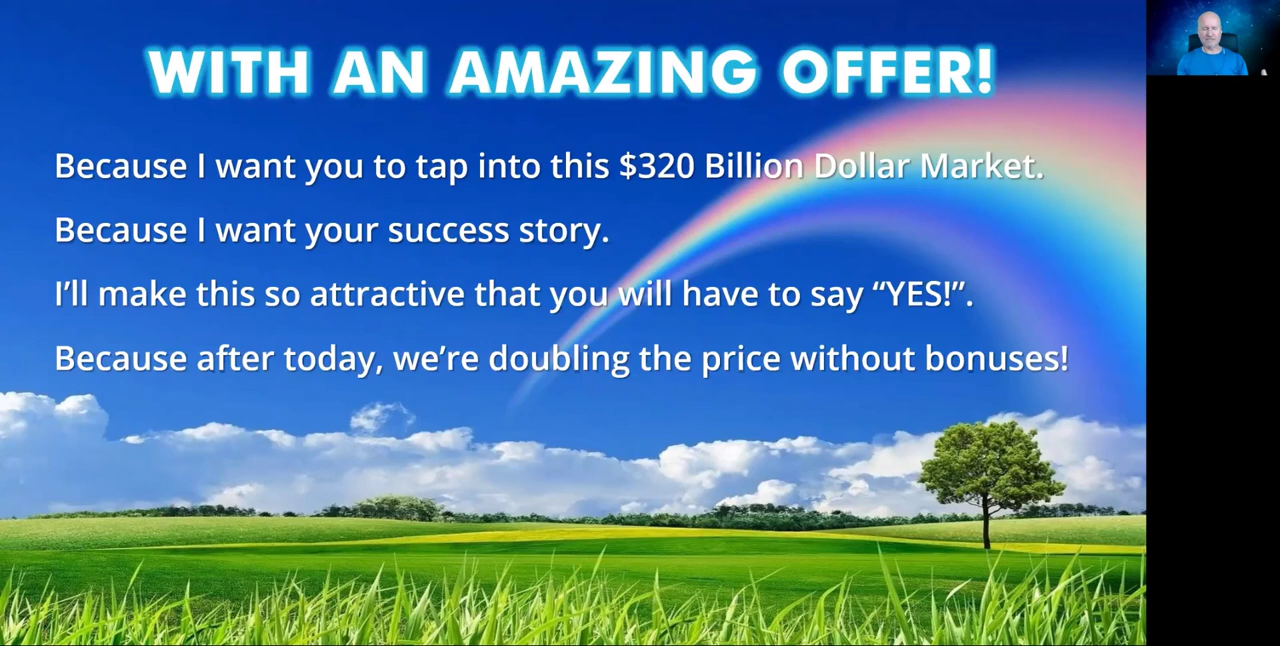 WITH AN AMAZING OFFER!
Because I want you to tap into this $320 Billion Dollar Market.
Because I want your success story.
I’ll make this so attractive that you will have to say “YES!”.
Because after today, we’re doubling the price without bonuses!